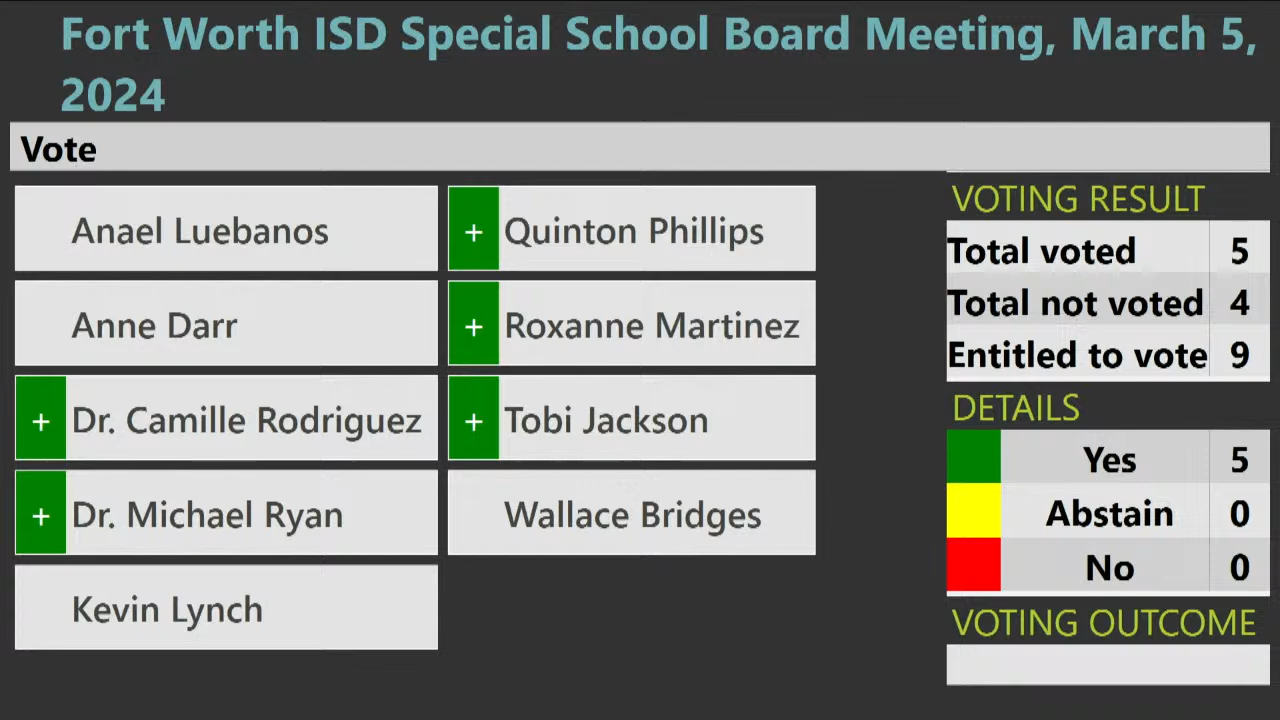 Fort Worth ISD Special School Board Meeting, March 5,
2024
Vote
Anael Luebanos
Anne Darr
+ Dr. Camille Rodriguez
+ Dr. Michael Ryan
Kevin Lynch
+ Quinton Phillips
+ Roxanne Martinez
+ Tobi Jackson
Wallace Bridges
VOTING RESULT
Total voted 5
Total not voted 4
Entitled to vote 9
DETAILS
Yes 5
Abstain 0
No 0
VOTING OUTCOME